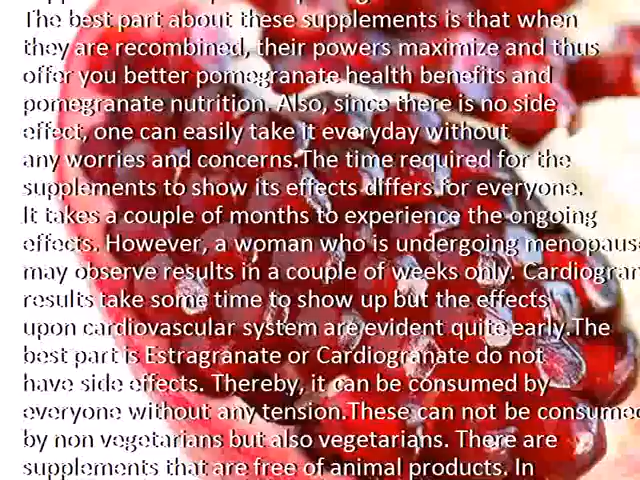 The best part about these supplements is that when
they are recombined, their powers maximize and thus
offer you better pomegranate health benefits and
pomegranate nutrition. Also, since there is no side
effect, one can easily take it everyday without
any worries and concerns.The time required for the
supplements to show its effects differs for everyone.
It takes a couple of months to experience the ongoing
effects. However, a woman who is undergoing menopaus
may observe results in a couple of weeks only. Cardiogran
results take some time to show up but the effects
upon cardiovascular system are evident quite early.The
best part is Estragranate or Cardiogranate do not
have side effects. Thereby, it can be consumed by
everyone without any tension.These can not be consumed
by non vegetarians but also vegetarians. There are
supplements that are free of animal products. In